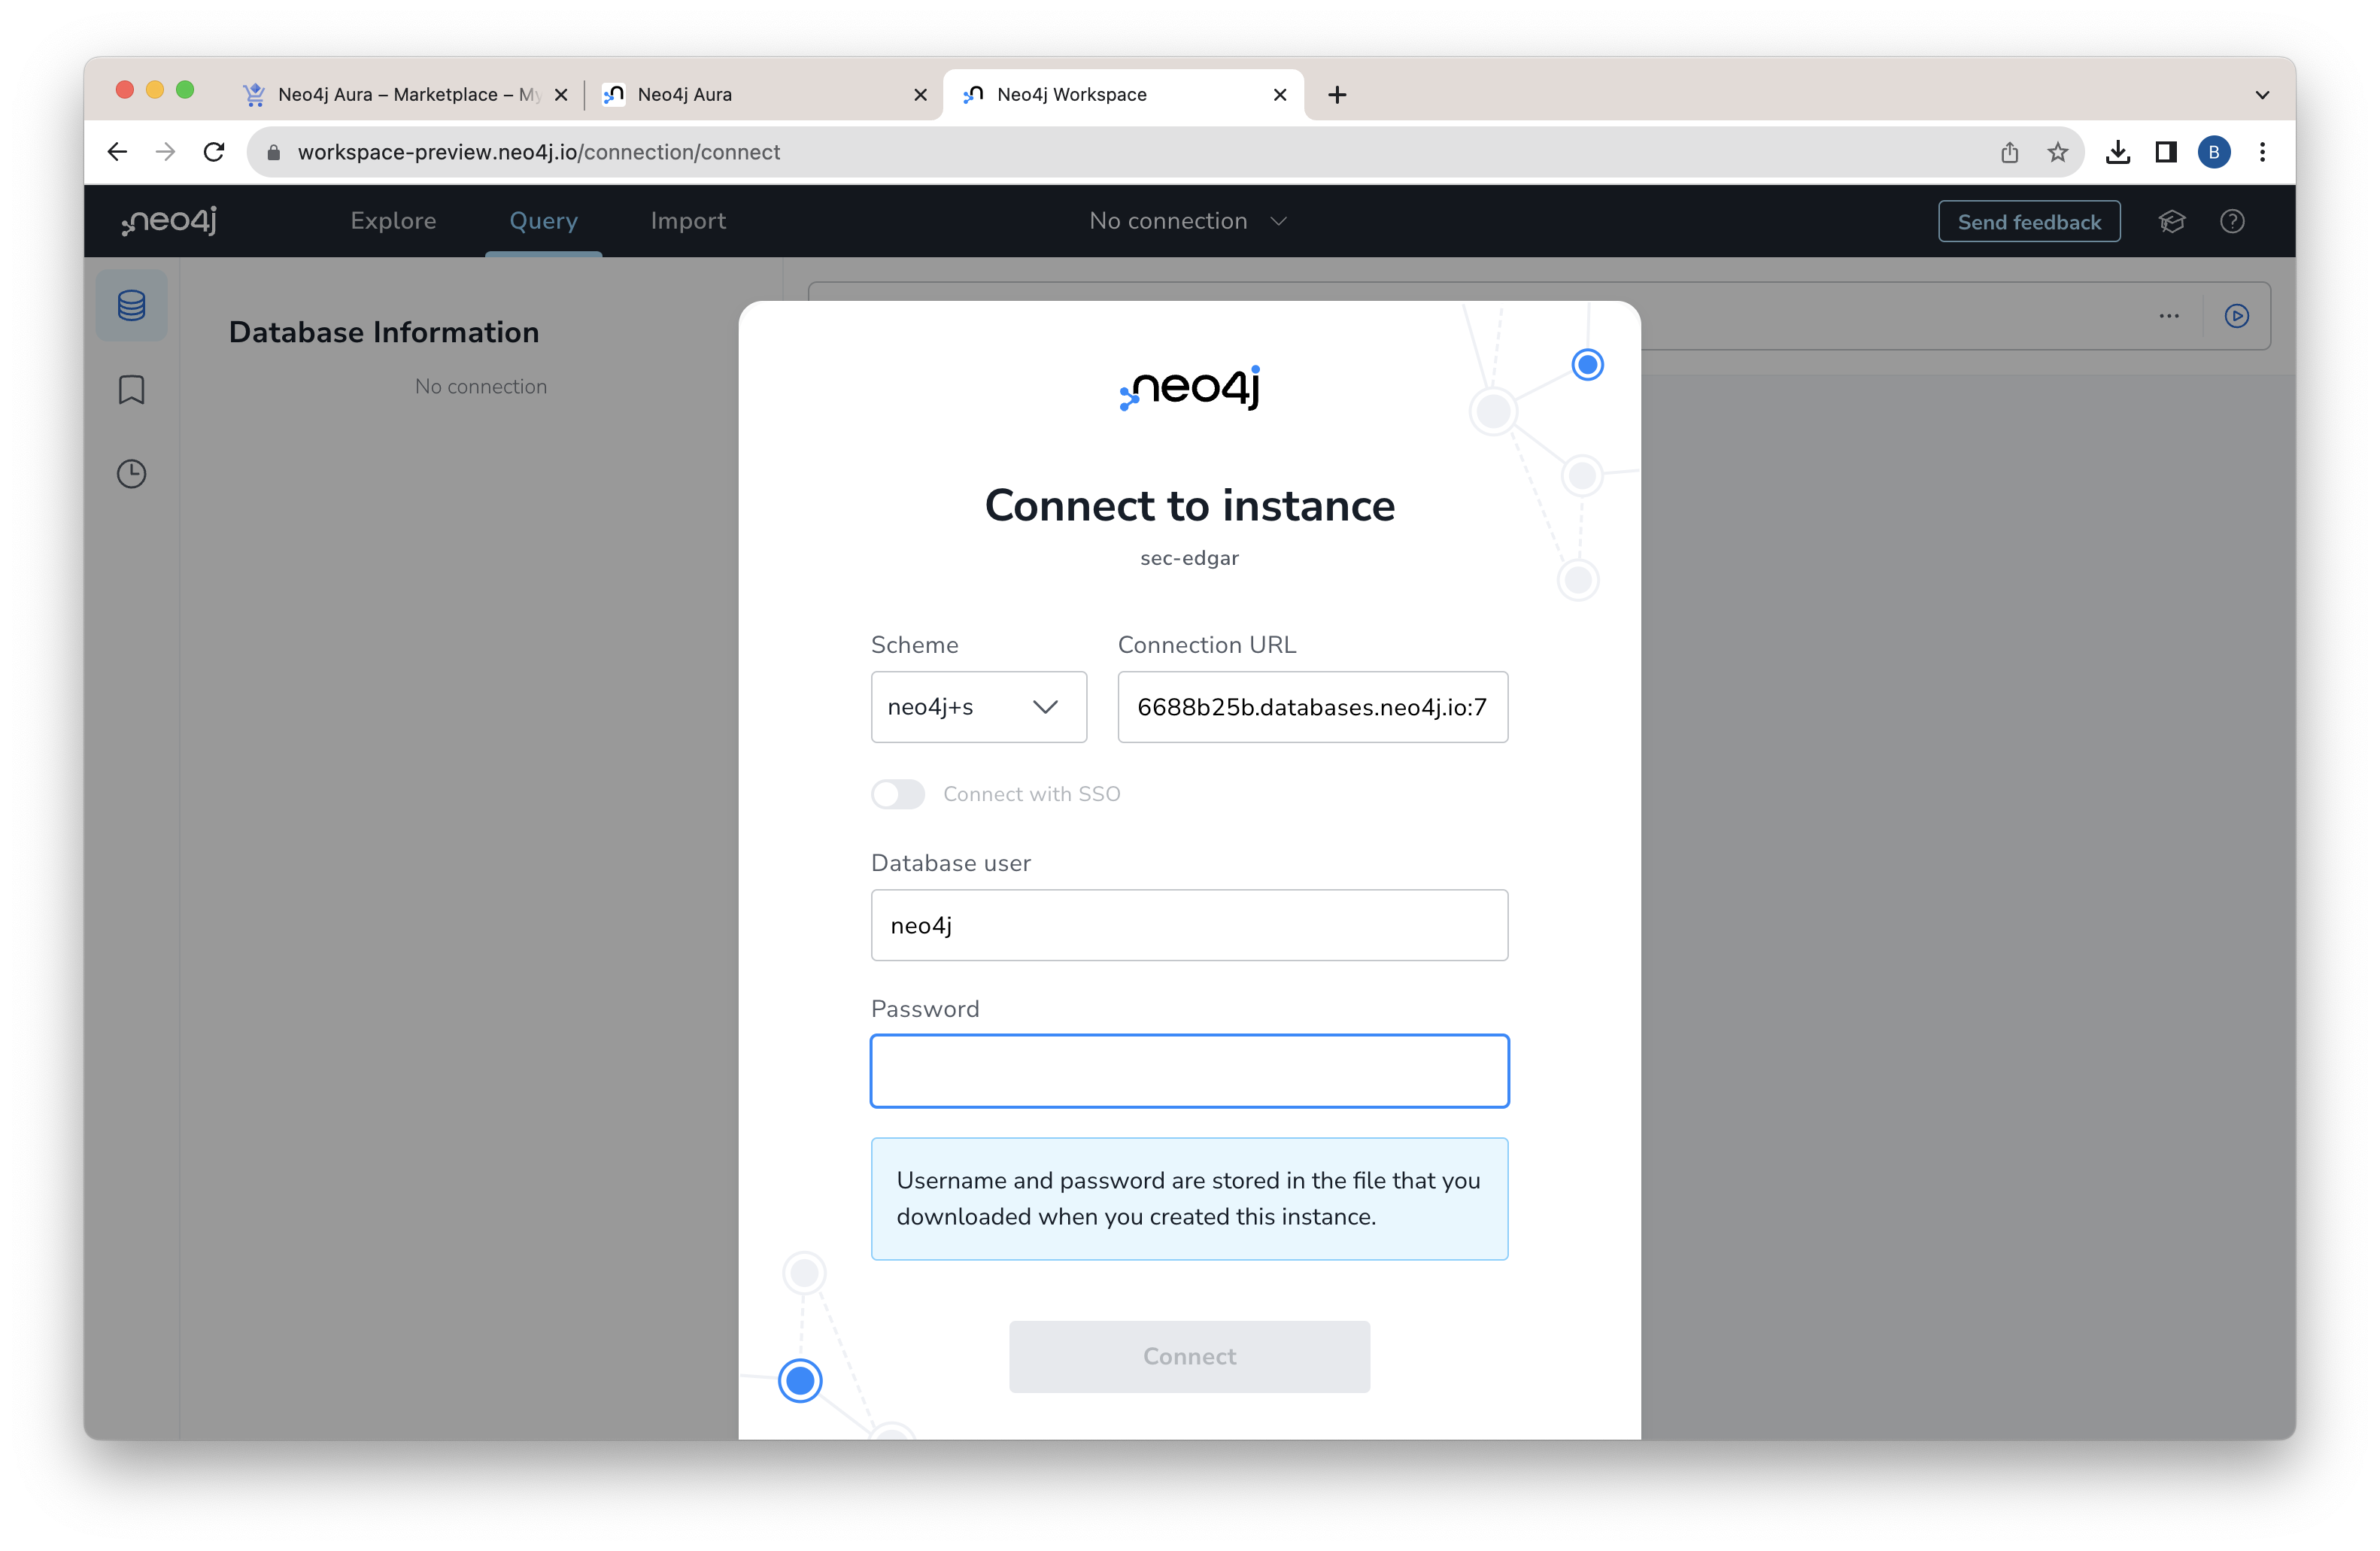 Neo4j Aura – Marketplace – My
Neo4j Aura
Neo4j Workspace
workspace-preview.neo4j.io/connection/connect
B
neo4j
Explore
Query
Import
No connection
Send feedback
Database Information
No connection
neo4j
Connect to instance
sec-edgar
Scheme
Connection URL
neo4j+s
6688b25b.databases.neo4j.io:7
Connect with SSO
Database user
neo4j
Password
Username and password are stored in the file that you
downloaded when you created this instance.
Connect